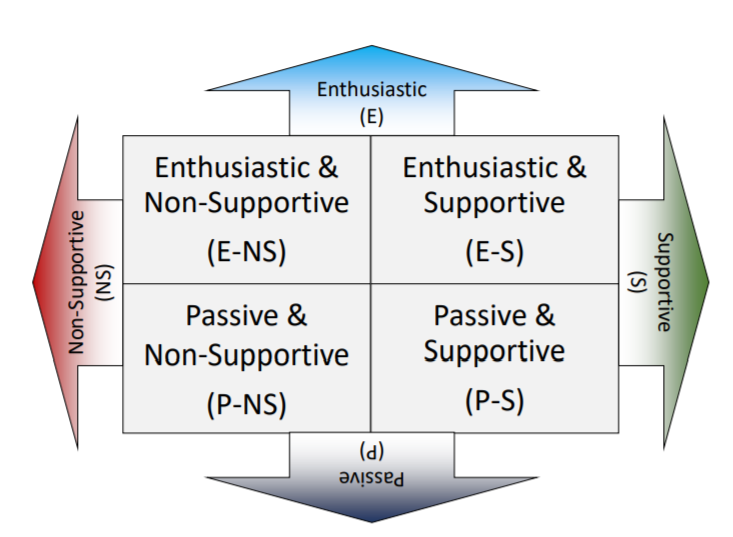 Enthusiastic
(E)
Enthusiastic &
Non-Supportive
(E-NS)
Enthusiastic &
Supportive
(E-S)
Non-Supportive
(NS)
Supportive
(S)
Passive &
Non-Supportive
(P-NS)
Passive &
Supportive
(P-S)
Passive
(P)